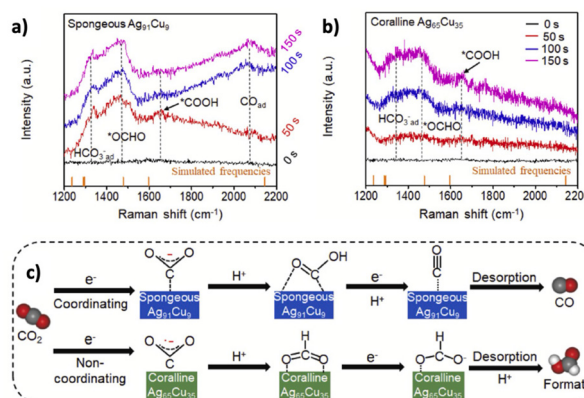 a)
Spongeous Ag91Cu9
Intensity (a.u.)
150 s
100 s
50 s
0 s
*COOH
COad
*OCHO
HCO3⁻ad
Simulated frequencies
1200 1400 1600 1800 2000 2200
Raman shift (cm⁻¹)
b)
Coralline Ag65Cu35
Intensity (a.u.)
0 s
50 s
100 s
150 s
*COOH
HCO3⁻ad
*OCHO
Simulated frequencies
1200 1400 1600 1800 2000 2200
Raman shift (cm⁻¹)
c)
CO2
e⁻
Coordinating
C
Spongeous
Ag91Cu9
H⁺
O
C
OH
Spongeous
Ag91Cu9
e⁻
H⁺
O
C
Spongeous
Ag91Cu9
Desorption
CO
e⁻
Non-
coordinating
C
Coralline
Ag65Cu35
H⁺
H
C
O O
Coralline
Ag65Cu35
e⁻
H
C
O O⁻
Coralline
Ag65Cu35
Desorption
H⁺
Format